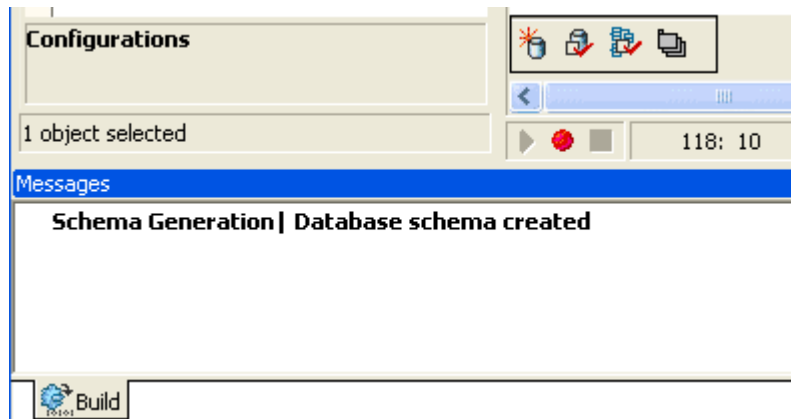 Configurations
1 object selected
118: 10
Messages
Schema Generation| Database schema created
Build